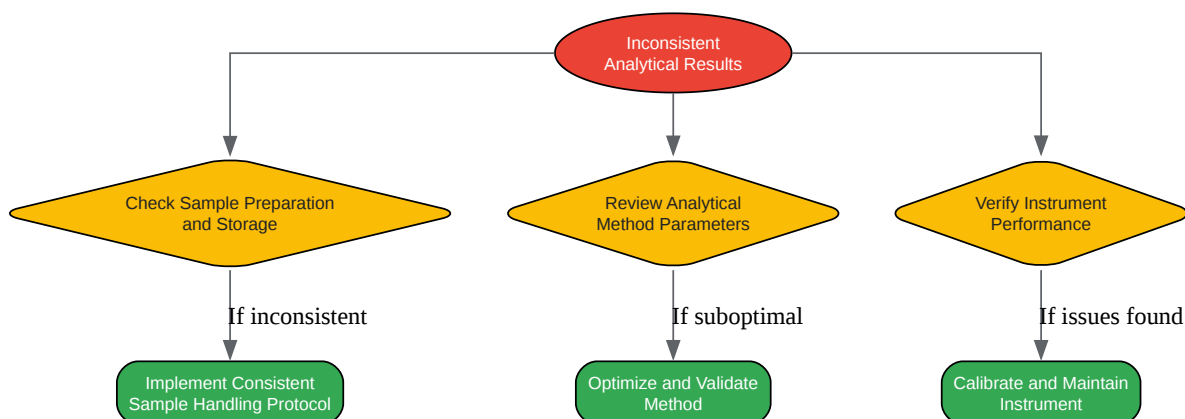 Inconsistent
Analytical Results
Check Sample Preparation
and Storage
Review Analytical
Method Parameters
Verify Instrument
Performance
If inconsistent
If suboptimal
If issues found
Implement Consistent
Sample Handling Protocol
Optimize and Validate
Method
Calibrate and Maintain
Instrument